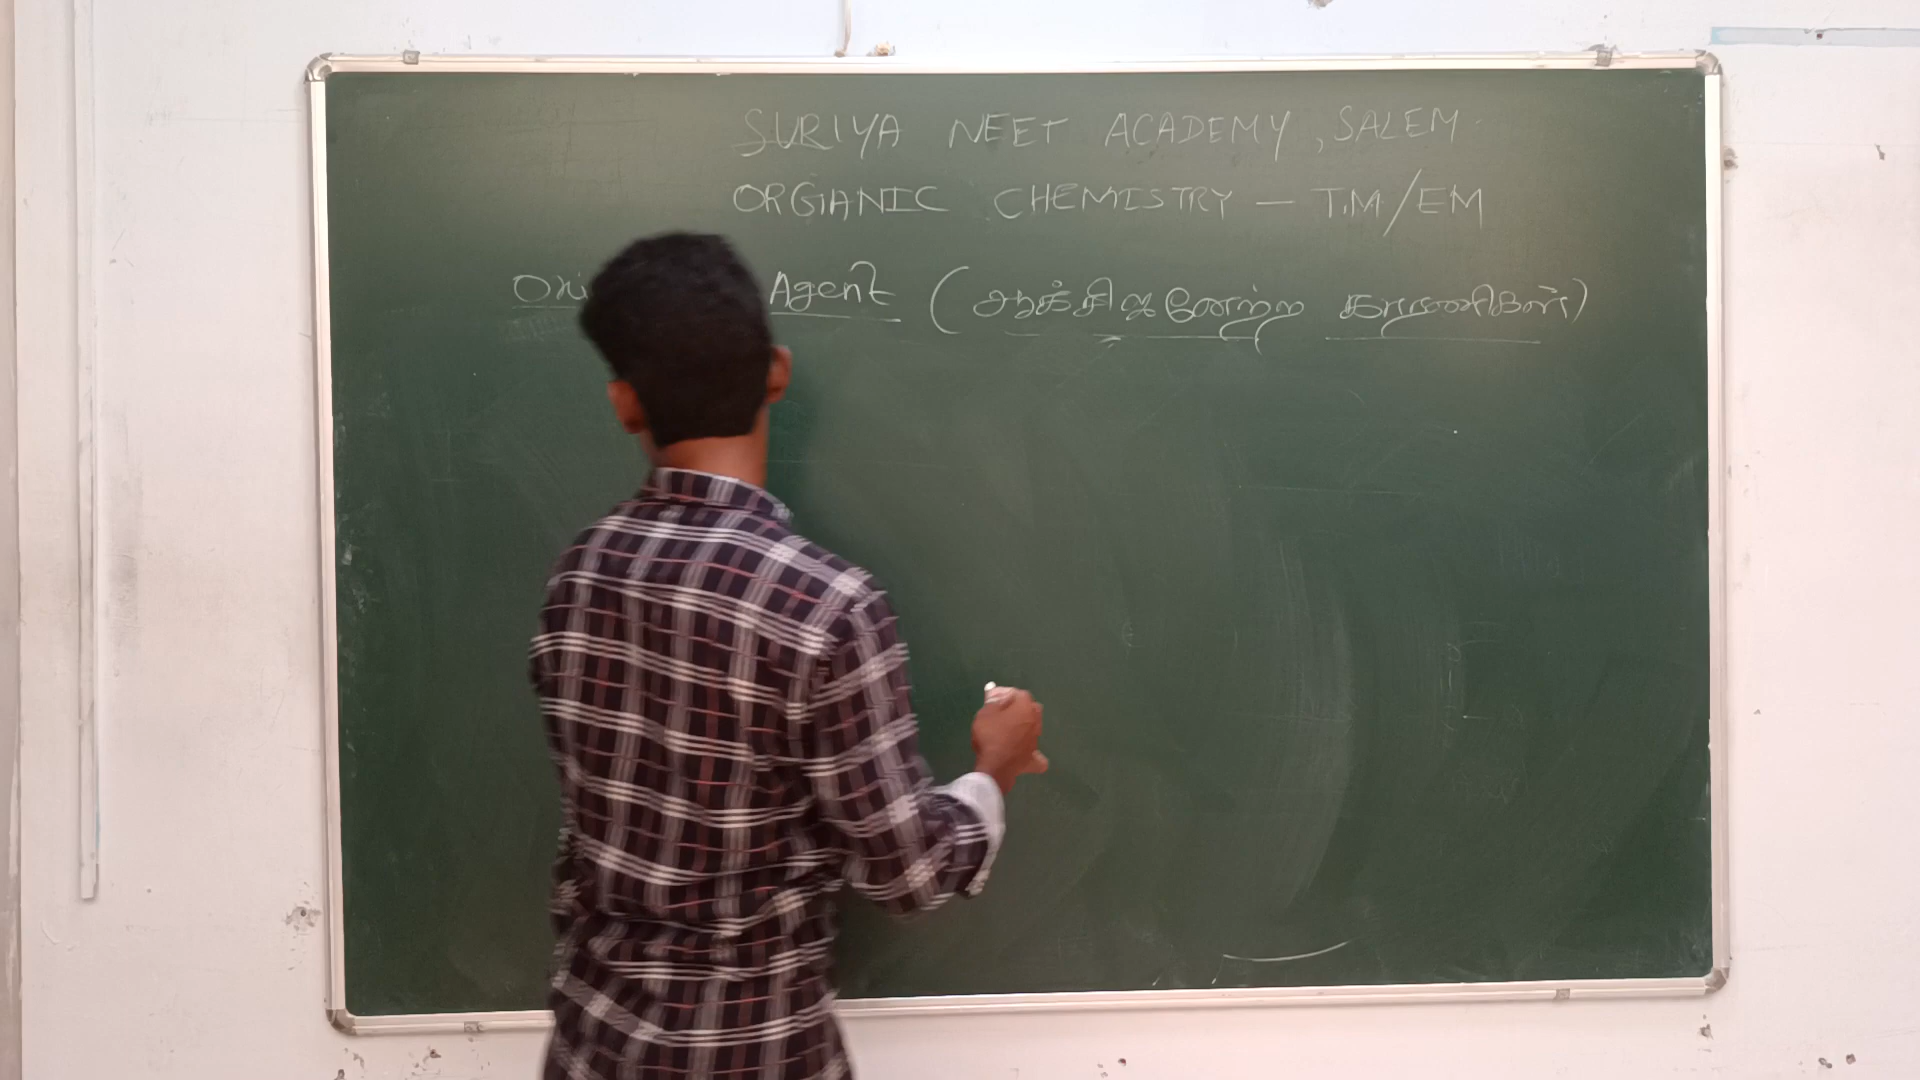 SURIYA NEET ACADEMY, SALEM.
ORGANIC CHEMISTRY – T.M/EM
Agent (ஆக்சிஜனேற்ற காரணிகள்)